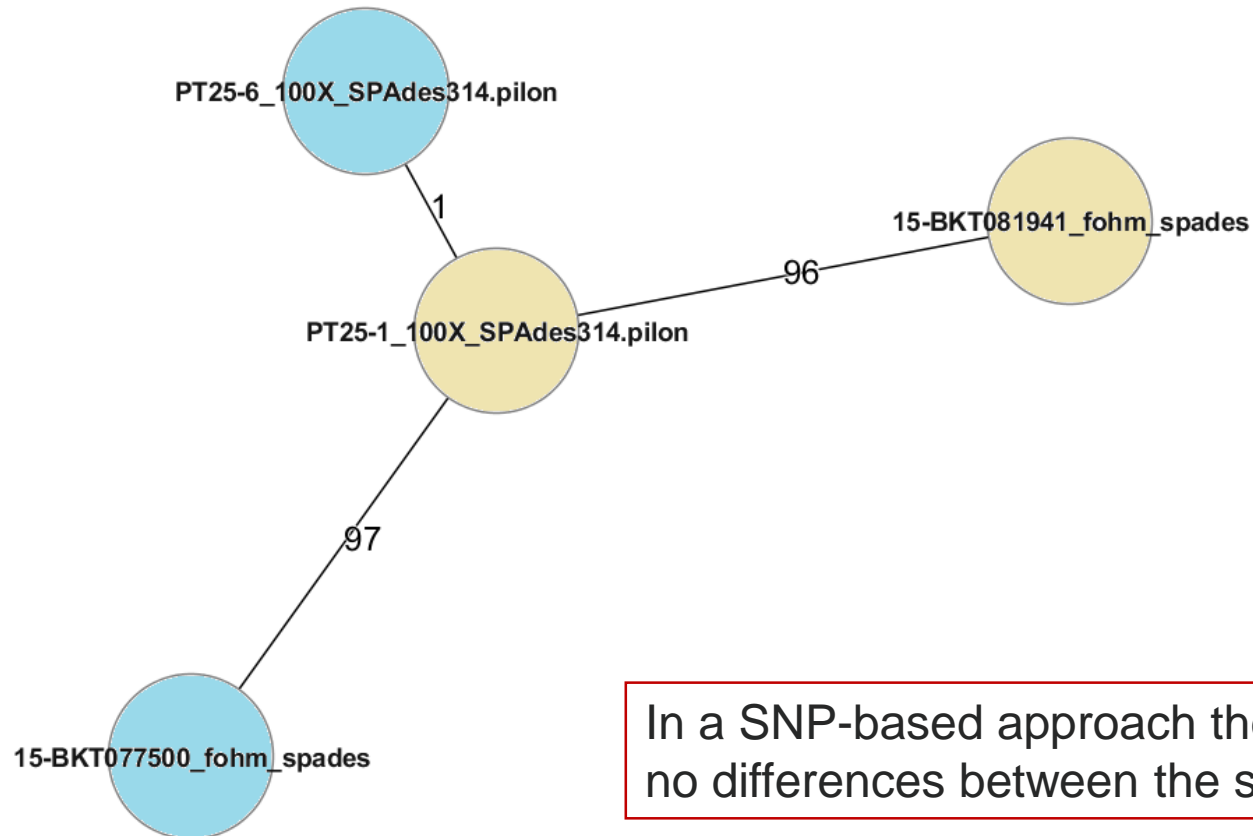 PT25-6_100X_SPAdes314.pilon
1
15-BKT081941_fohm_spades
96
PT25-1_100X_SPAdes314.pilon
97
15-BKT077500_fohm_spades
In a SNP-based approach
no differences between the